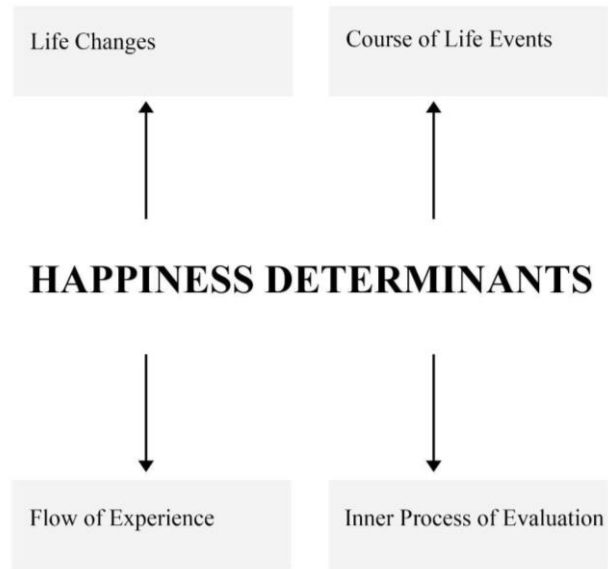 Life Changes
Course of Life Events
HAPPINESS DETERMINANTS
Flow of Experience
Inner Process of Evaluation